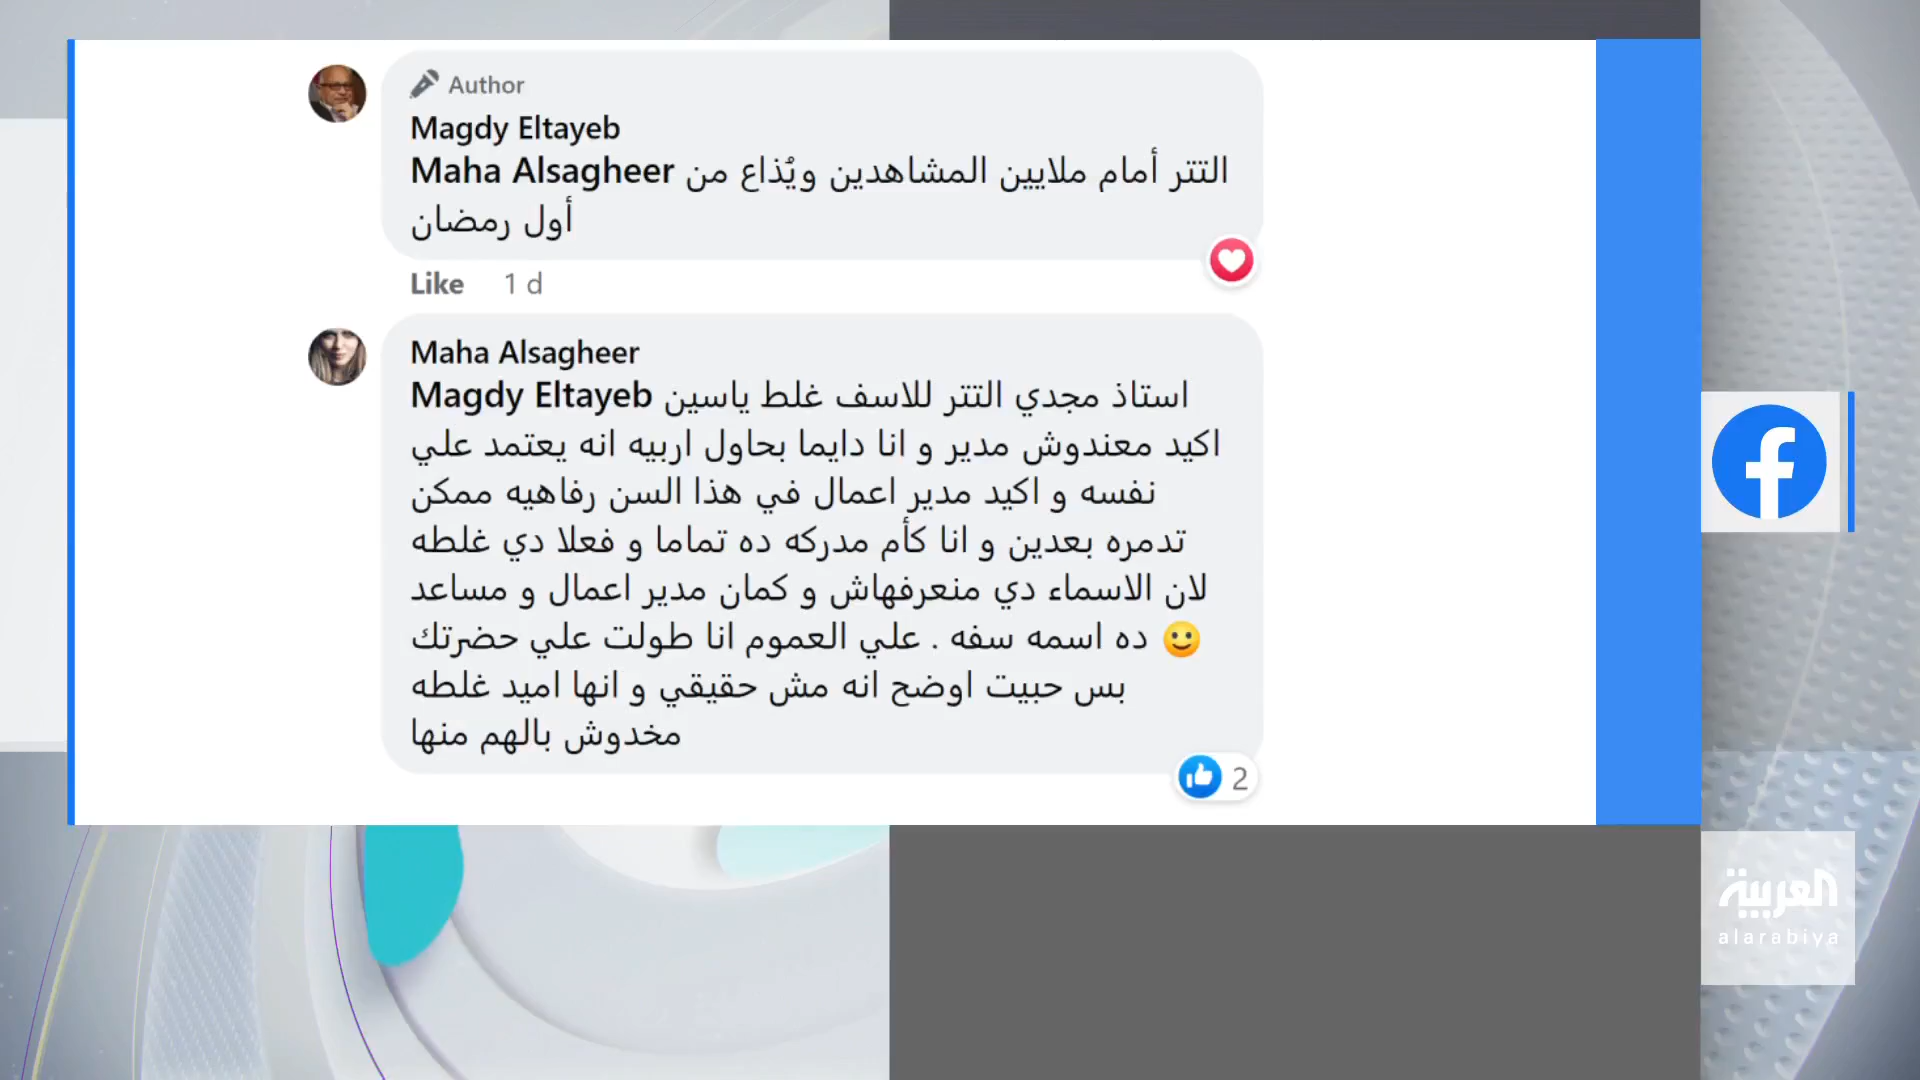 Author
Magdy Eltayeb
Maha Alsagheer التتر أمام ملايين المشاهدين ويُذاع من
أول رمضان
Like 1 d
Maha Alsagheer
Magdy Eltayeb استاذ مجدي التتر للاسف غلط ياسين
اكيد معندوش مدير و انا دايما بحاول اربيه انه يعتمد علي
نفسه و اكيد مدير اعمال في هذا السن رفاهيه ممكن
تدمره بعدين و انا كأم مدركه ده تماما و فعلا دي غلطه
لان الاسماء دي منعرفهاش و كمان مدير اعمال و مساعد
🙂 ده اسمه سفه . علي العموم انا طولت علي حضرتك
بس حبيت اوضح انه مش حقيقي و انها اميد غلطه
مخدوش بالهم منها
2
العربية
alarabiya